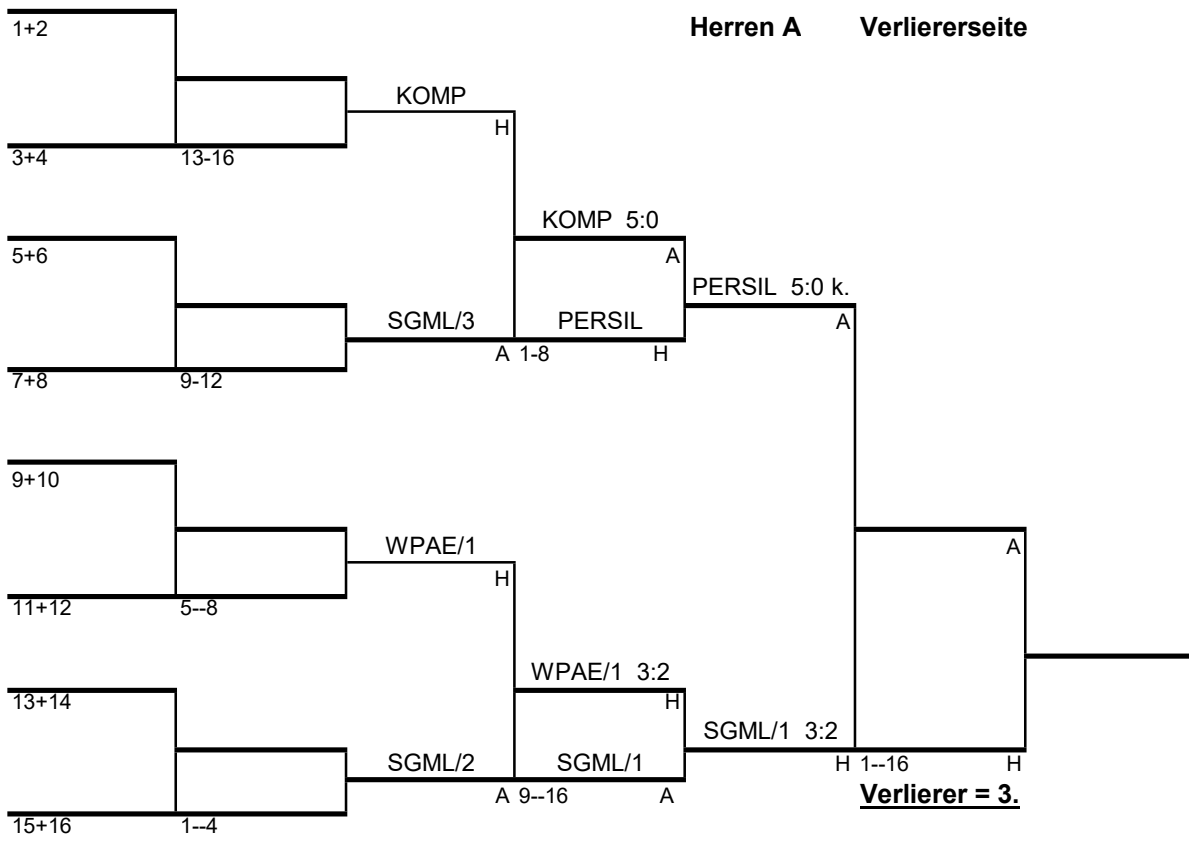 Herren A Verliererseite
1+2
KOMP
H
3+4 13-16
KOMP 5:0
5+6 A
PERSIL 5:0 k.
SGML/3 PERSIL A
A 1-8 H
7+8 9-12
9+10
WPAE/1 A
H
11+12 5--8
WPAE/1 3:2
13+14 H
SGML/1 3:2
SGML/2 SGML/1 H 1--16 H
A 9--16 A Verlierer = 3.
15+16 1--4